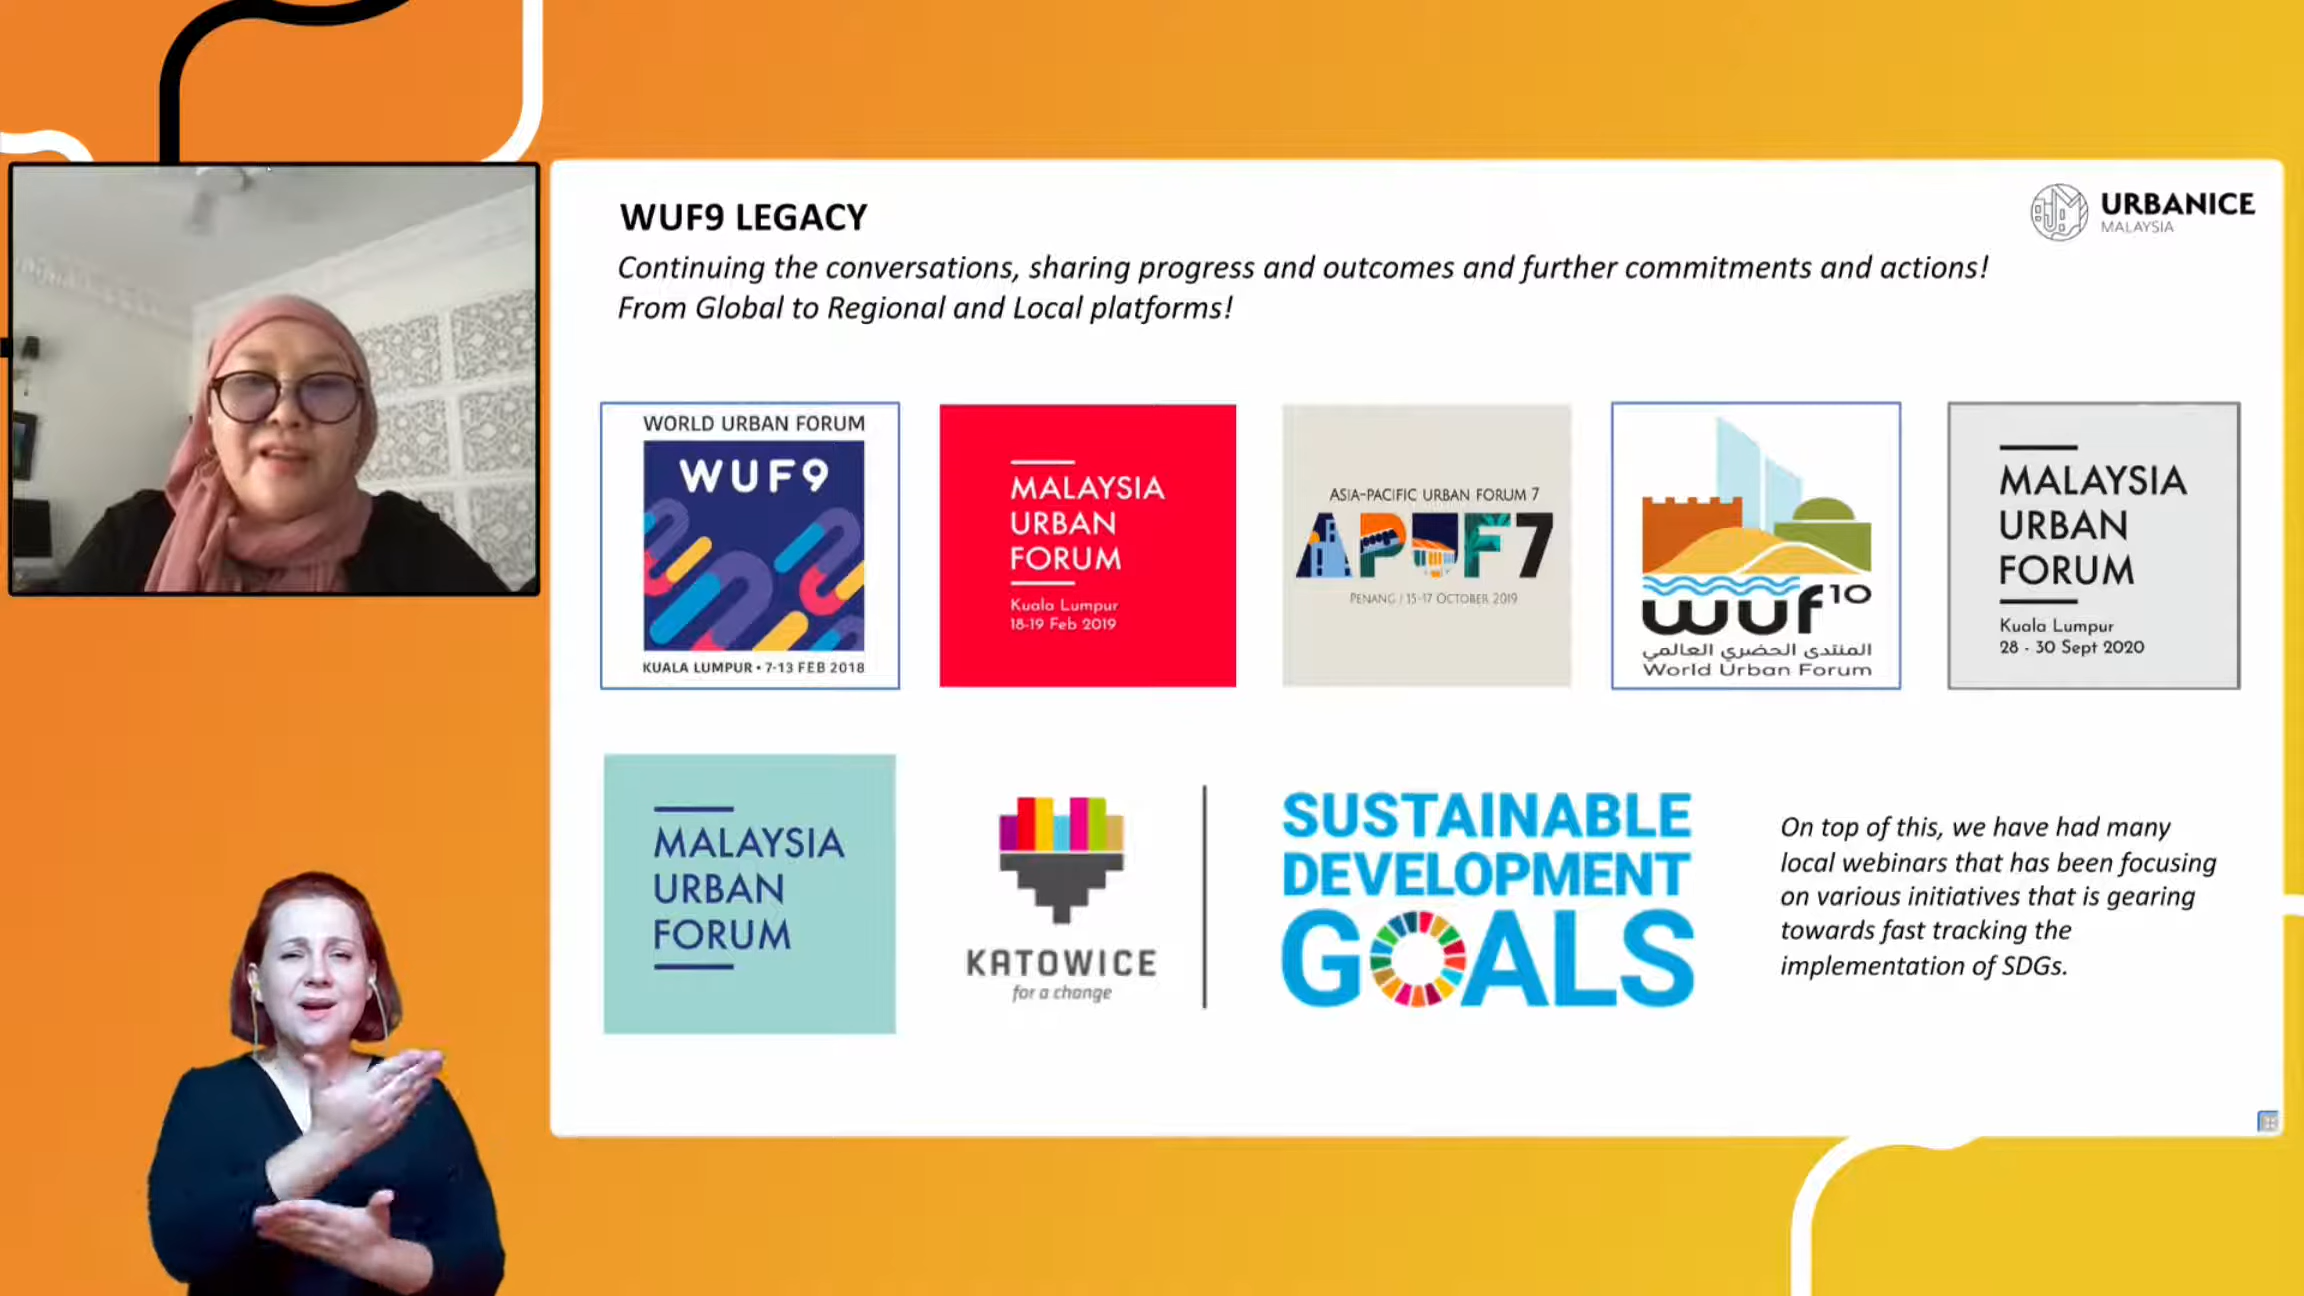 WUF9 LEGACY
Continuing the conversations, sharing progress and outcomes and further commitments and actions!
From Global to Regional and Local platforms!
URBANICE
MALAYSIA
WORLD URBAN FORUM
WUF9
KUALA LUMPUR • 7-13 FEB 2018
MALAYSIA
URBAN
FORUM
Kuala Lumpur
18-19 Feb 2019
ASIA-PACIFIC URBAN FORUM 7
APUF7
PENANG / 15-17 OCTOBER 2019
wuf10
المنتدى الحضري العالمي
World Urban Forum
MALAYSIA
URBAN
FORUM
Kuala Lumpur
28 - 30 Sept 2020
MALAYSIA
URBAN
FORUM
KATOWICE
for a change
SUSTAINABLE
DEVELOPMENT
GOALS
On top of this, we have had many
local webinars that has been focusing
on various initiatives that is gearing
towards fast tracking the
implementation of SDGs.